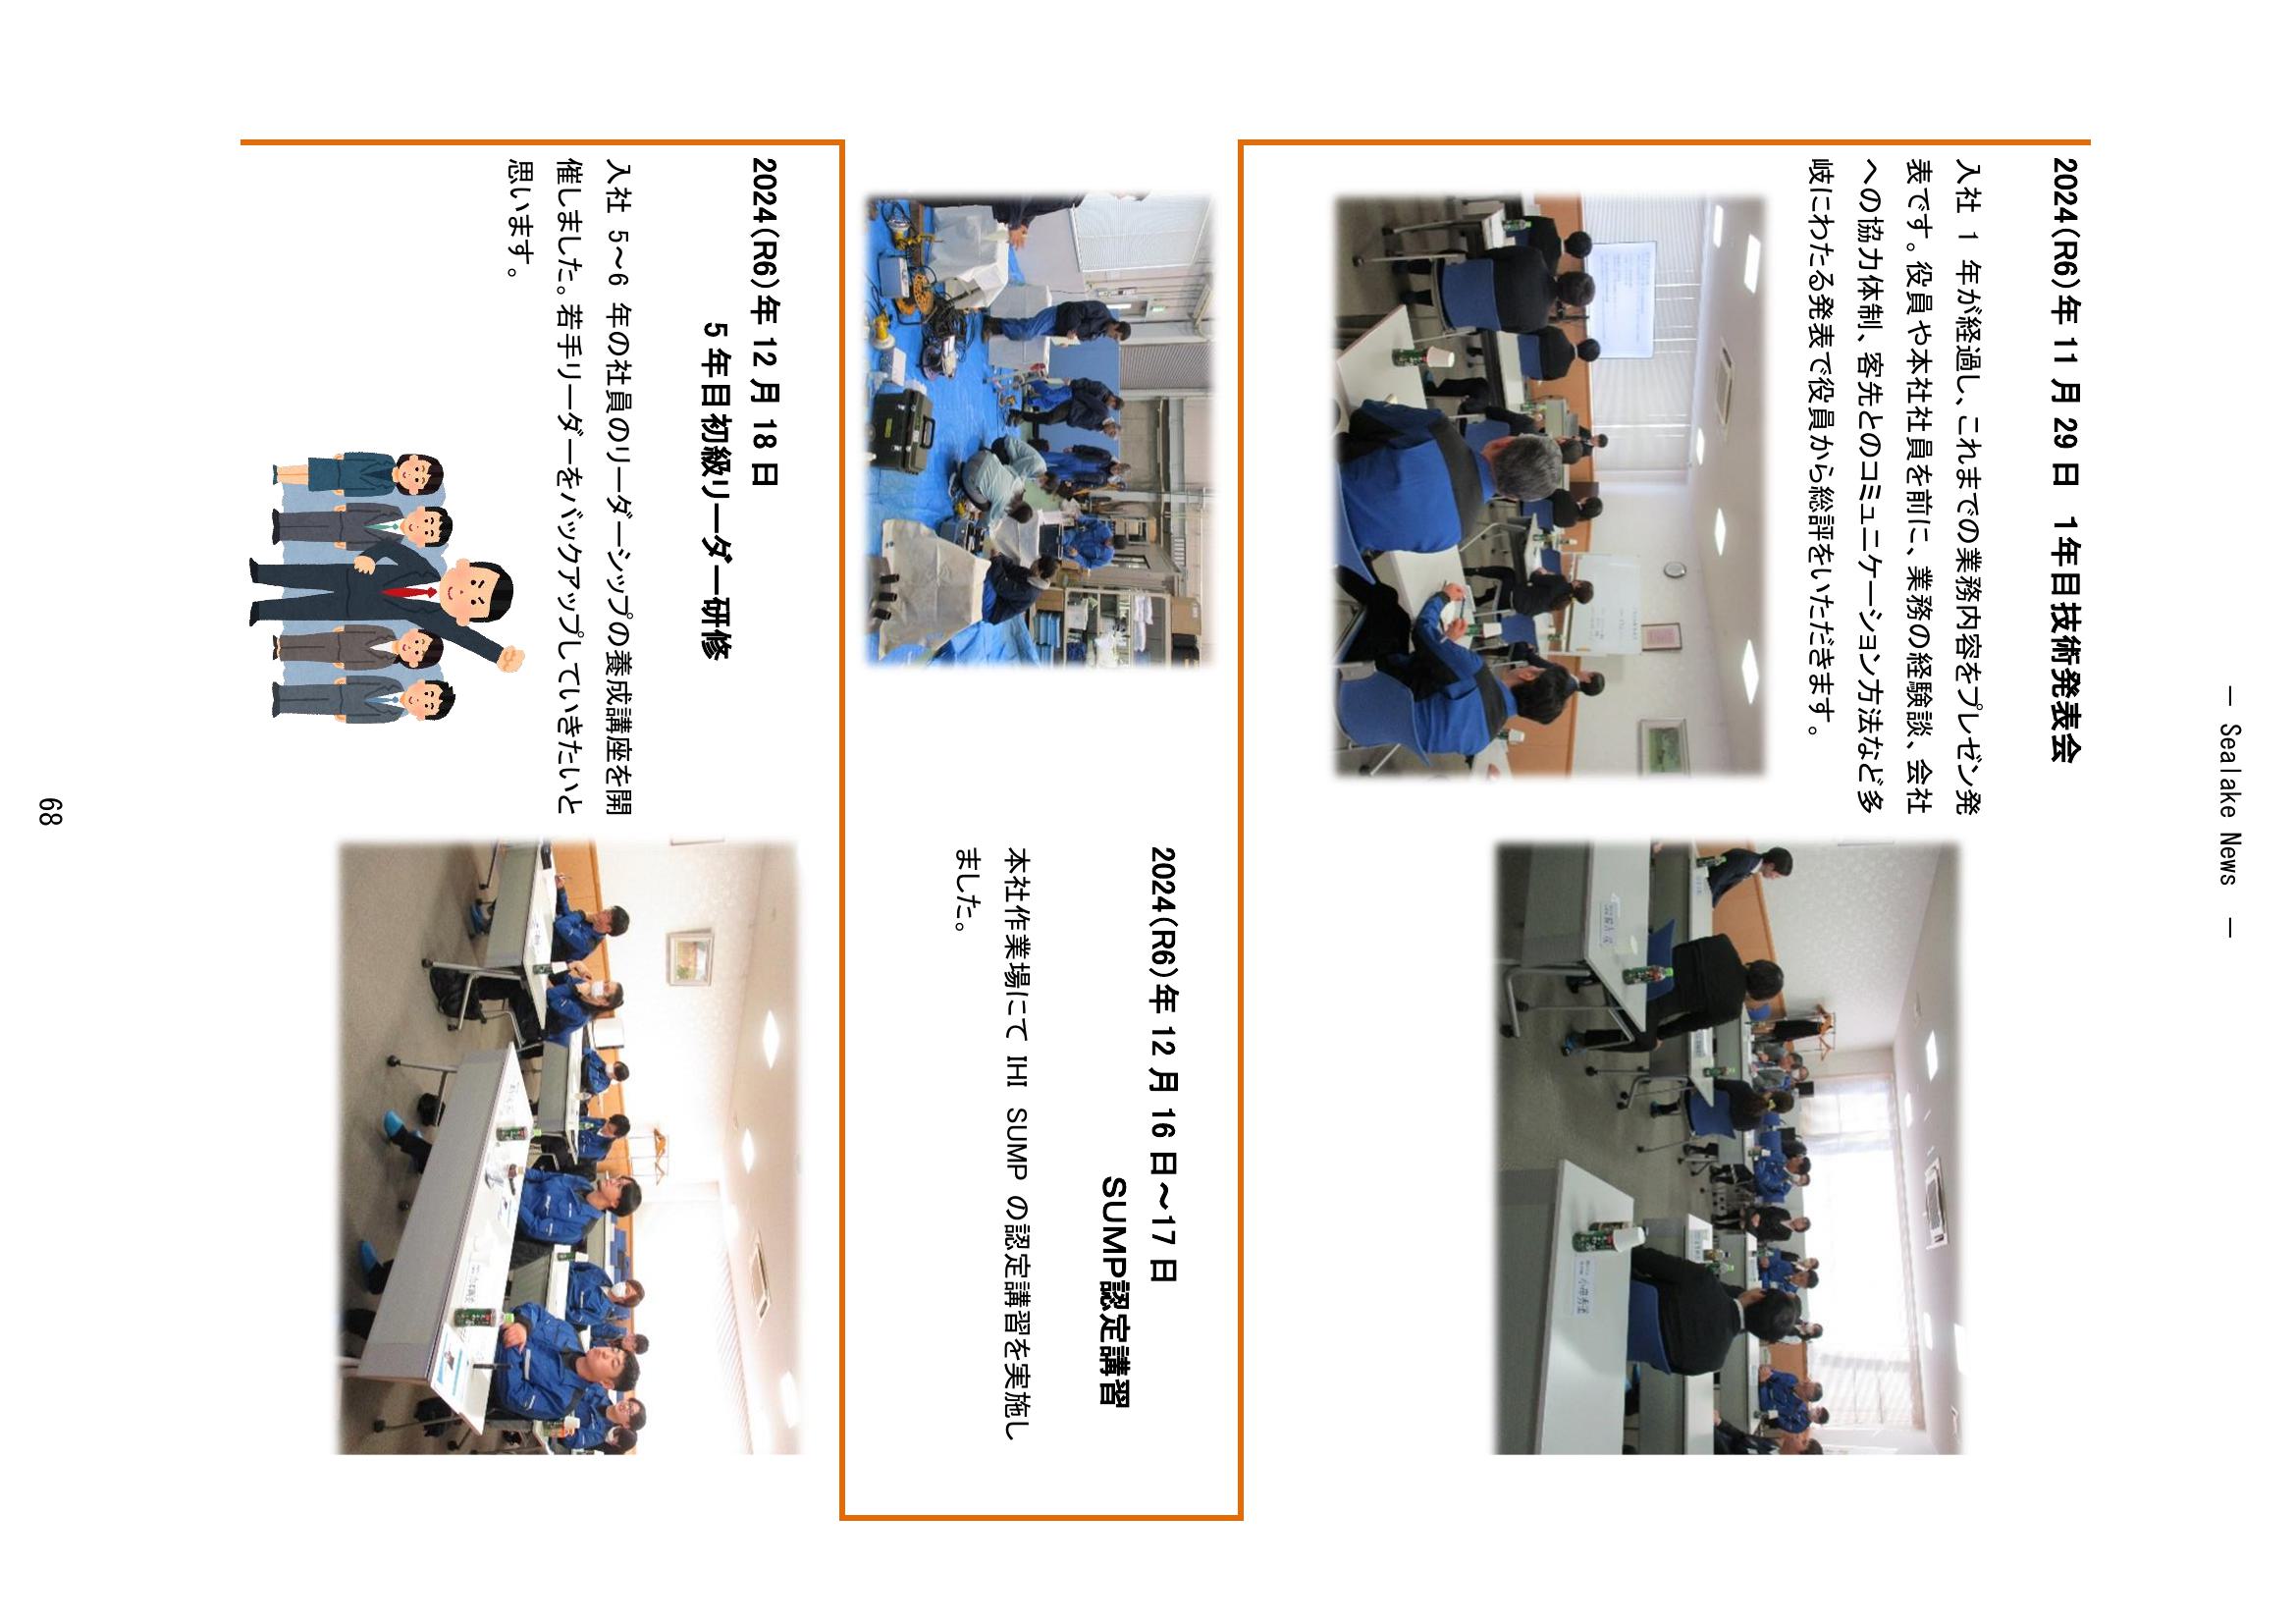 ― Sealake News ―
2024(R6)年 11 月 29 日 1年目技術発表会
入社 1 年が経過し、これまでの業務内容をプレゼン発
表です。役員や本社社員を前に、業務の経験談、会社
への協力体制、客先とのコミュニケーション方法など多
岐にわたる発表で役員から総評をいただきます。
2024(R6)年 12 月 16 日～17 日
SUMP認定講習
本社作業場にて IHI SUMP の認定講習を実施し
ました。
2024(R6)年 12 月 18 日
5 年目初級リーダー研修
入社 5～6 年の社員のリーダーシップの養成講座を開
催しました。若手リーダーをバックアップしていきたいと
思います。
68